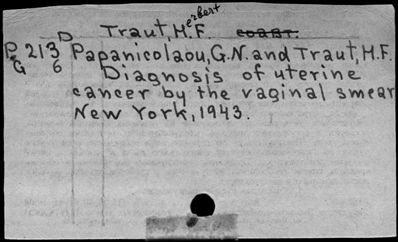 D Traut, H.F.erbert
P 213 Papanicolaou, G.N. and Traut, H.F.
G 6 Diagnosis of uterine
cancer by the vaginal smear
New York, 1943.